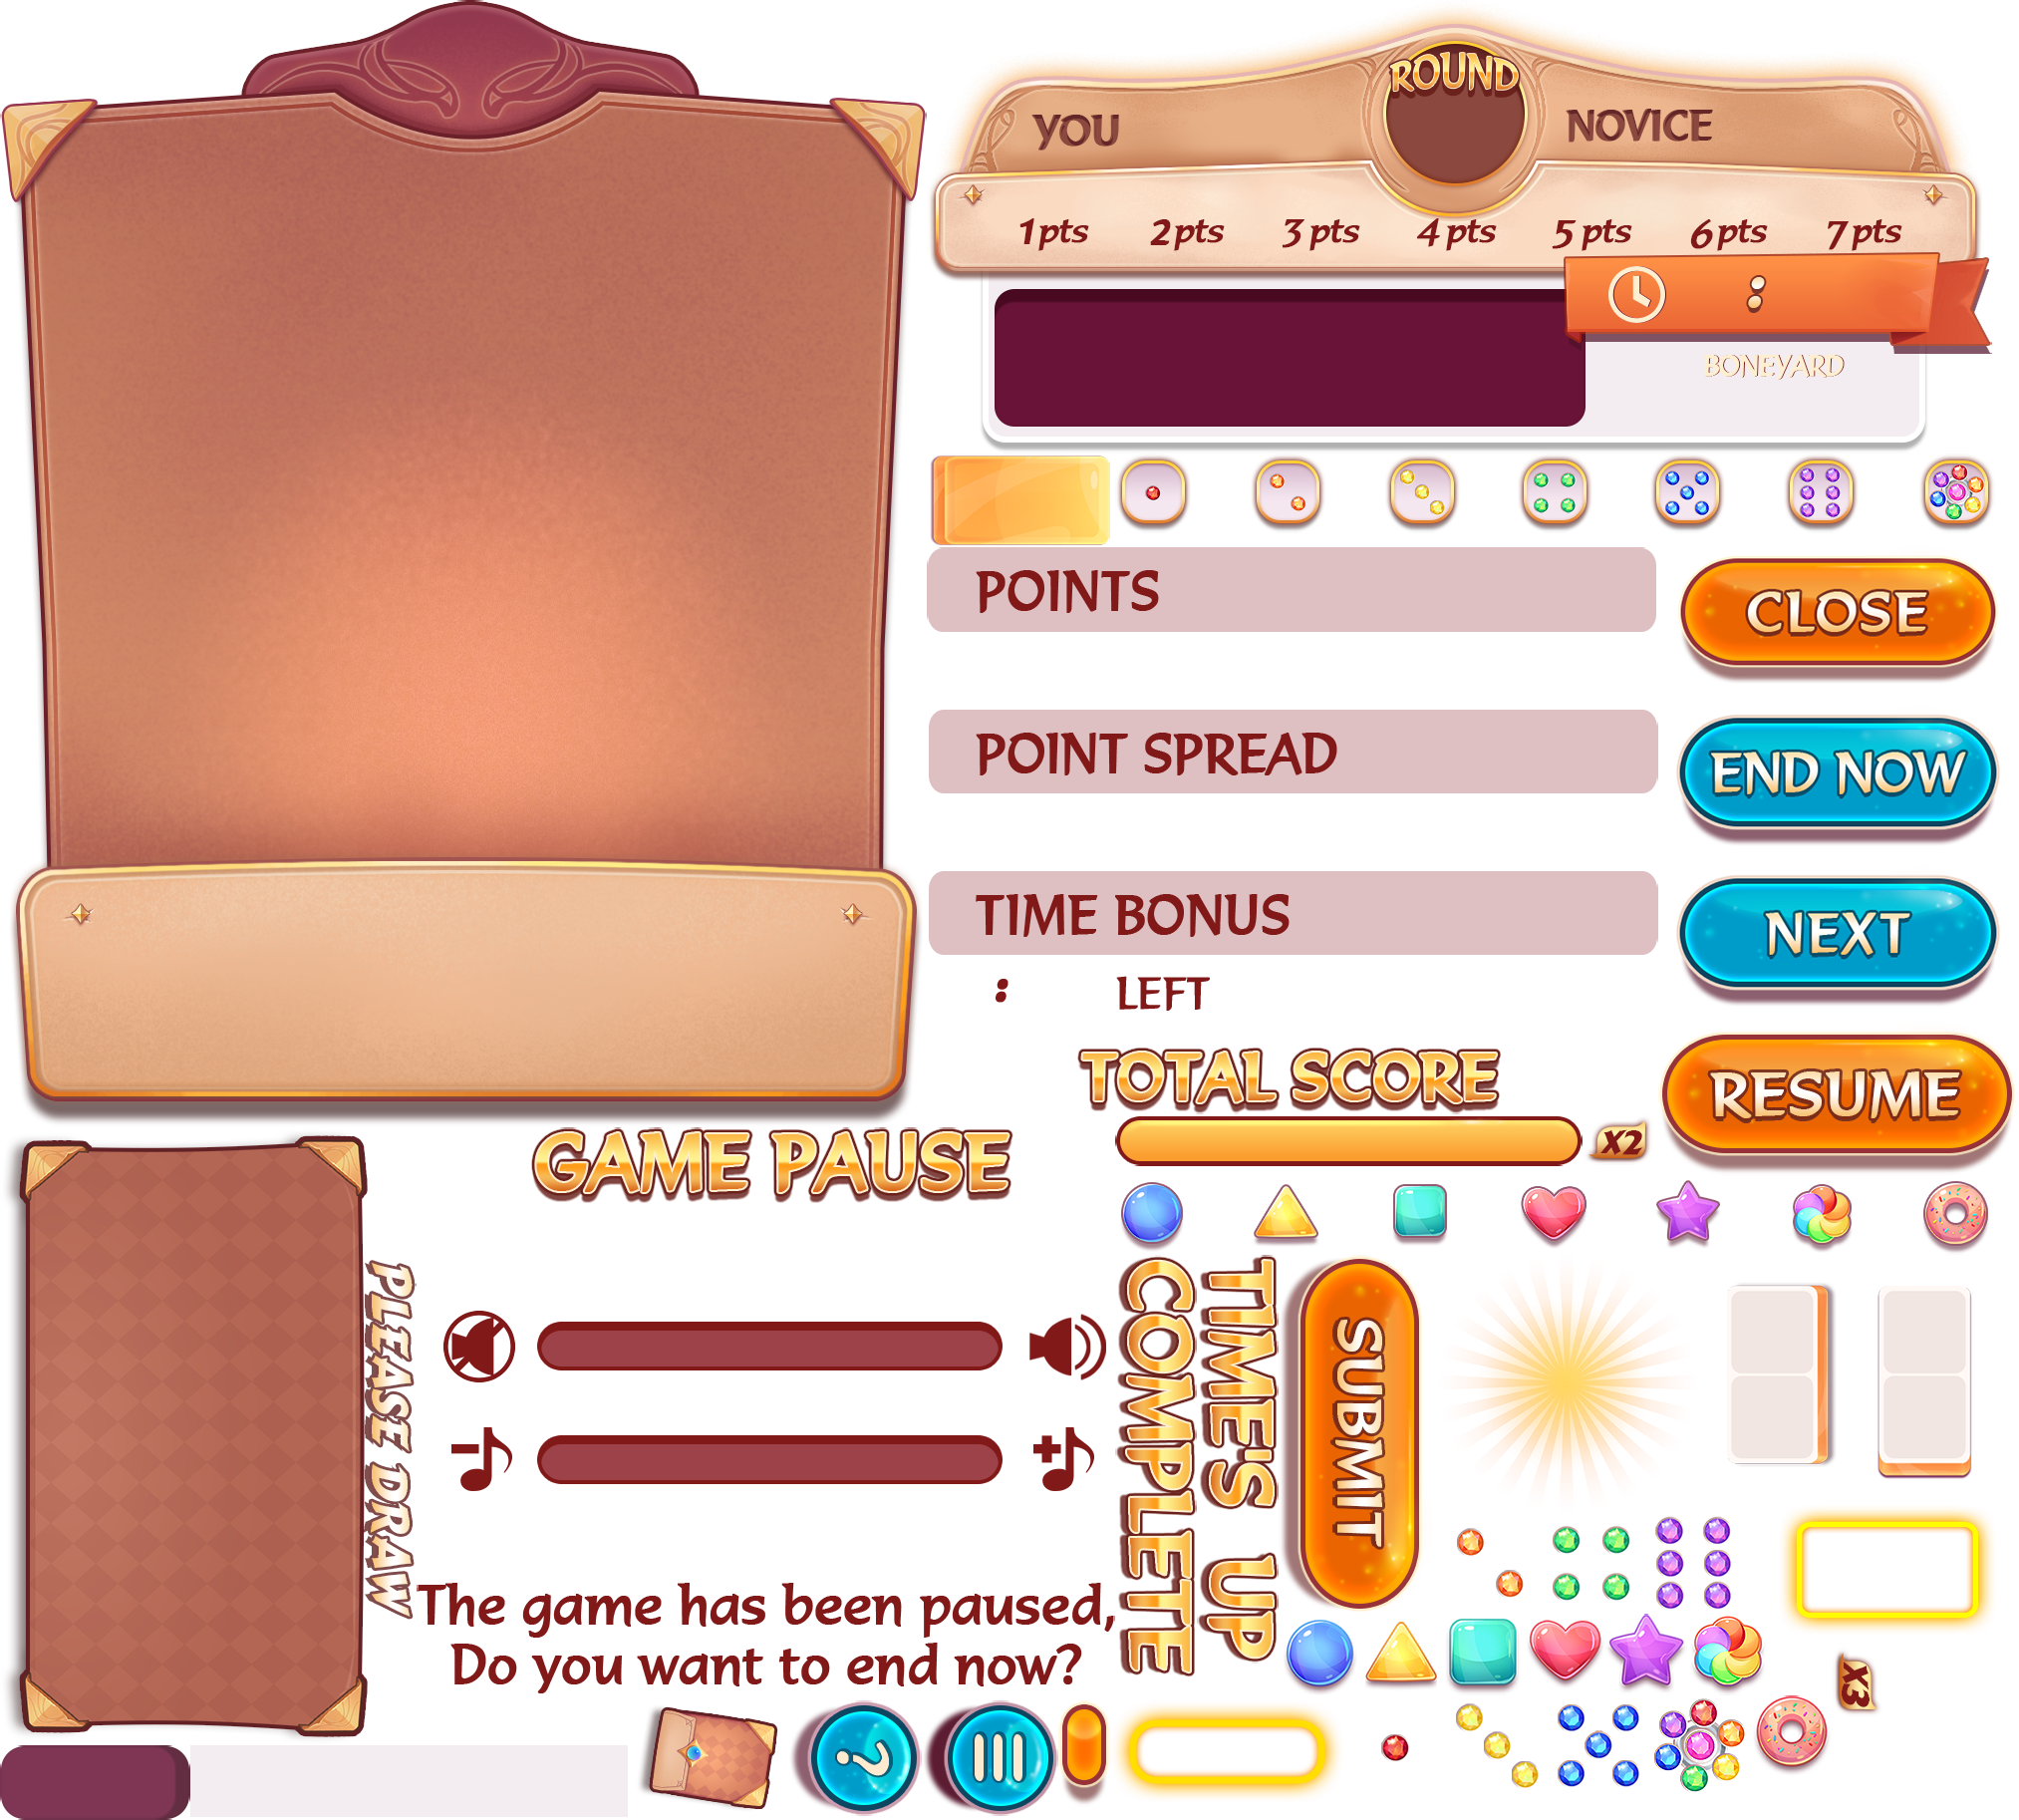 ROUND
YOU
NOVICE
1pts 2pts 3pts 4pts 5pts 6pts 7pts
:
BONEYARD
POINTS
CLOSE
POINT SPREAD
END NOW
TIME BONUS
NEXT
: LEFT
TOTAL SCORE
RESUME
X2
GAME PAUSE
PLEASE DRAW
COMPLETE
TIME'S UP
SUBMIT
The game has been paused,
Do you want to end now?
X3
?